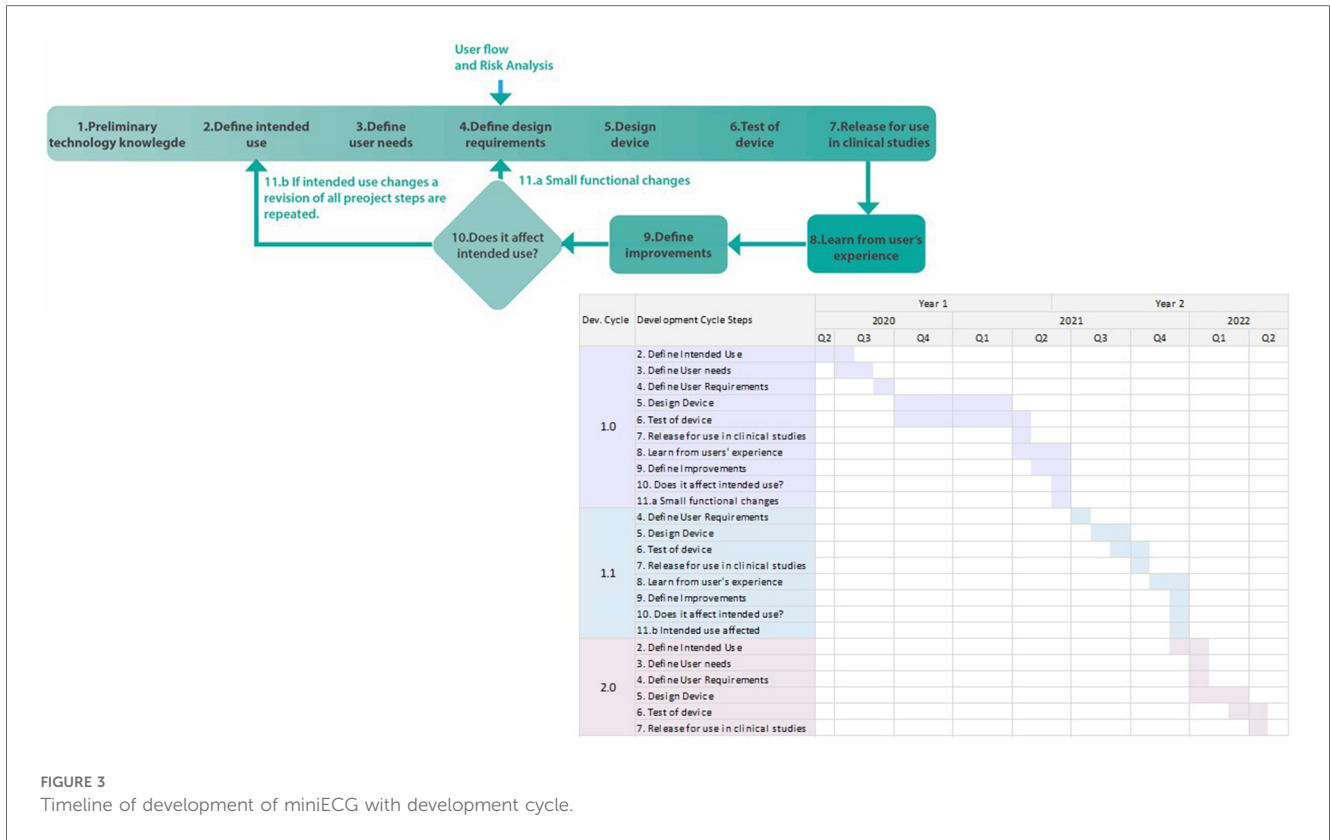 User flow
and Risk Analysis
1.Preliminary
technology knowlegde
2.Define intended
use
3.Define
user needs
4.Define design
requirements
5.Design
device
6.Test of
device
7.Release for use
in clinical studies
11.b If intended use changes a
revision of all preoject steps are
repeated.
11.a Small functional changes
10.Does it affect
intended use?
9.Define
improvements
8.Learn from user's
experience
Dev. Cycle Development Cycle Steps Year 1 Year 2
2020 2021 2022
Q2 Q3 Q4 Q1 Q2 Q3 Q4 Q1 Q2
1.0
2. Define Intended Use
3. Define User needs
4. Define User Requirements
5. Design Device
6. Test of device
7. Release for use in clinical studies
8. Learn from users' experience
9. Define Improvements
10. Does it affect intended use?
11.a Small functional changes
1.1
4. Define User Requirements
5. Design Device
6. Test of device
7. Release for use in clinical studies
8. Learn from user's experience
9. Define Improvements
10. Does it affect intended use?
11.b Intended use affected
2.0
2. Define Intended Use
3. Define User needs
4. Define User Requirements
5. Design Device
6. Test of device
7. Release for use in clinical studies
FIGURE 3
Timeline of development of miniECG with development cycle.